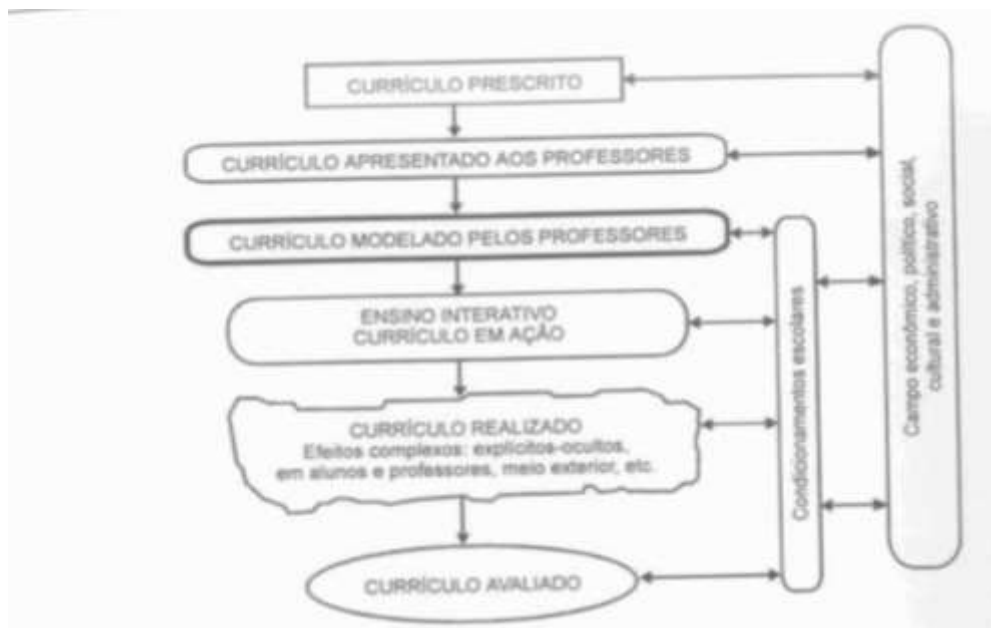 CURRÍCULO PRESCRITO
CURRÍCULO APRESENTADO AOS PROFESSORES
CURRÍCULO MODELADO PELOS PROFESSORES
ENSINO INTERATIVO
CURRÍCULO EM AÇÃO
CURRÍCULO REALIZADO
Efeitos complexos: explícitos-ocultos,
em alunos e professores, meio exterior, etc.
CURRÍCULO AVALIADO
Condicionamentos escolares
Campo econômico, político, social,
cultural e administrativo